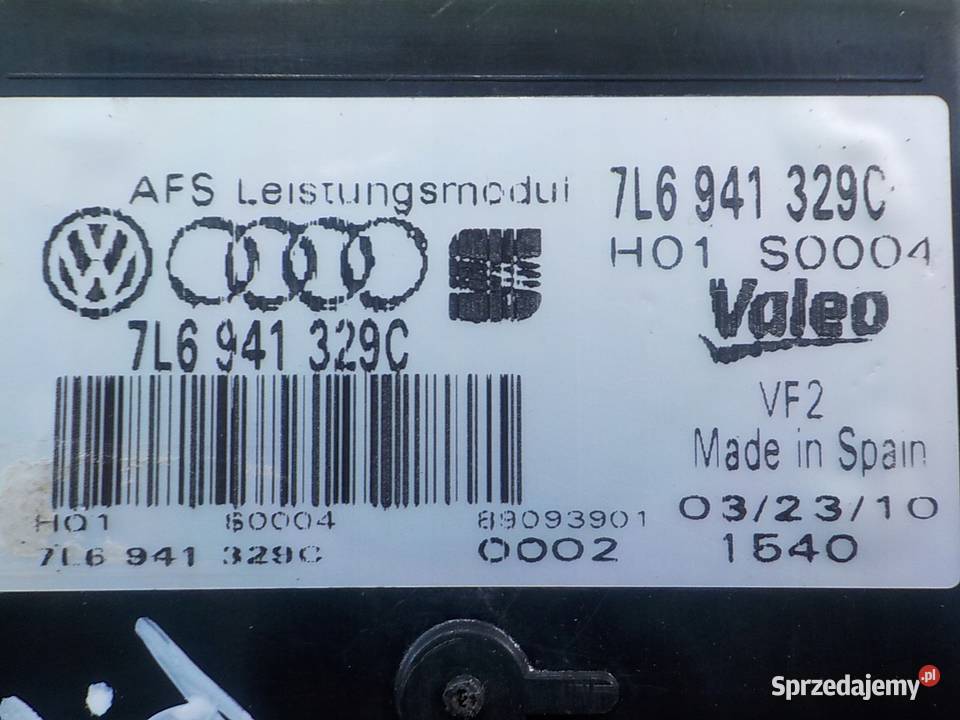 AFS Leistungsmodul
7L6 941 329C
H01 S0004
7L6 941 329C
Valeo
VF2
Made in Spain
H01 S0004 89093901
03/23/10
7L6 941 329C 0002
1540
Sprzedajemy.pl